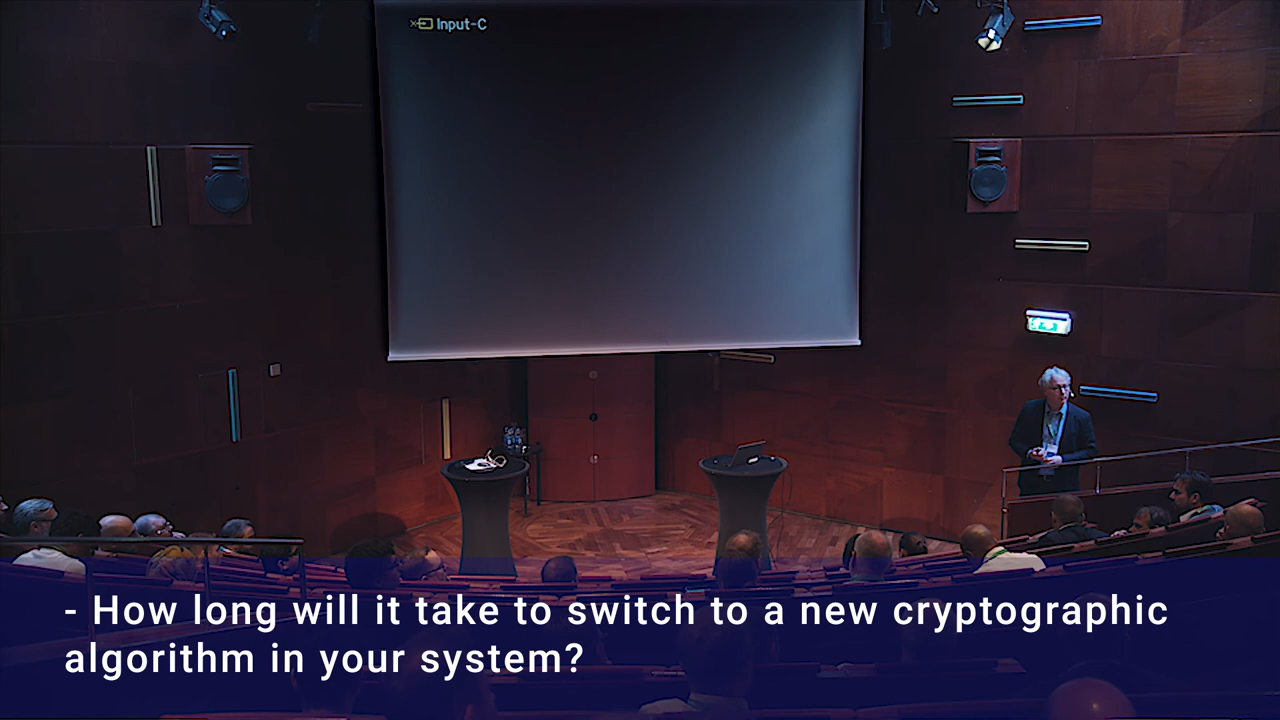 Input-C
- How long will it take to switch to a new cryptographic
algorithm in your system?